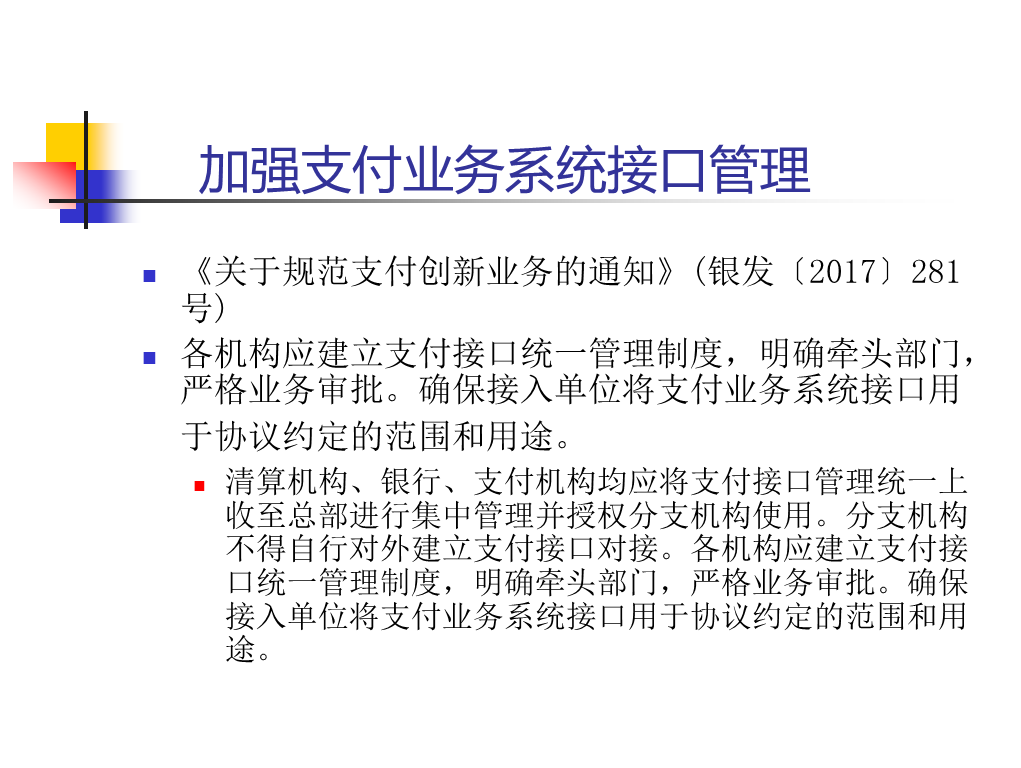 加强支付业务系统接口管理
《关于规范支付创新业务的通知》(银发〔2017〕281
号)
各机构应建立支付接口统一管理制度，明确牵头部门，
严格业务审批。确保接入单位将支付业务系统接口用
于协议约定的范围和用途。
清算机构、银行、支付机构均应将支付接口管理统一上
收至总部进行集中管理并授权分支机构使用。分支机构
不得自行对外建立支付接口对接。各机构应建立支付接
口统一管理制度，明确牵头部门，严格业务审批。确保
接入单位将支付业务系统接口用于协议约定的范围和用
途。